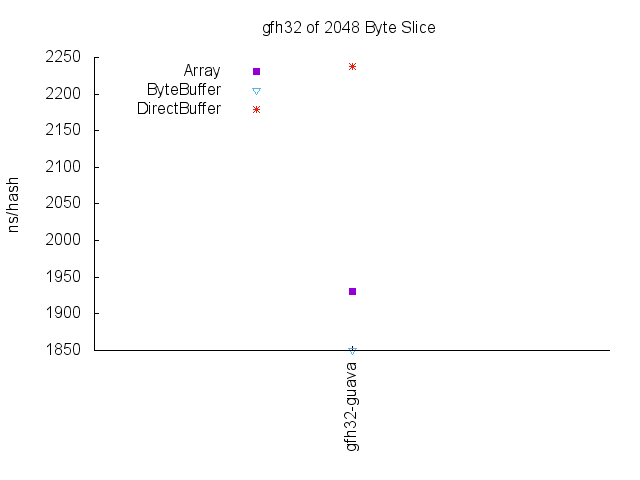 gfh32 of 2048 Byte Slice
2250
2200
2150
2100
2050
2000
1950
1900
1850
ns/hash
Array
ByteBuffer
DirectBuffer
gfh32-guava